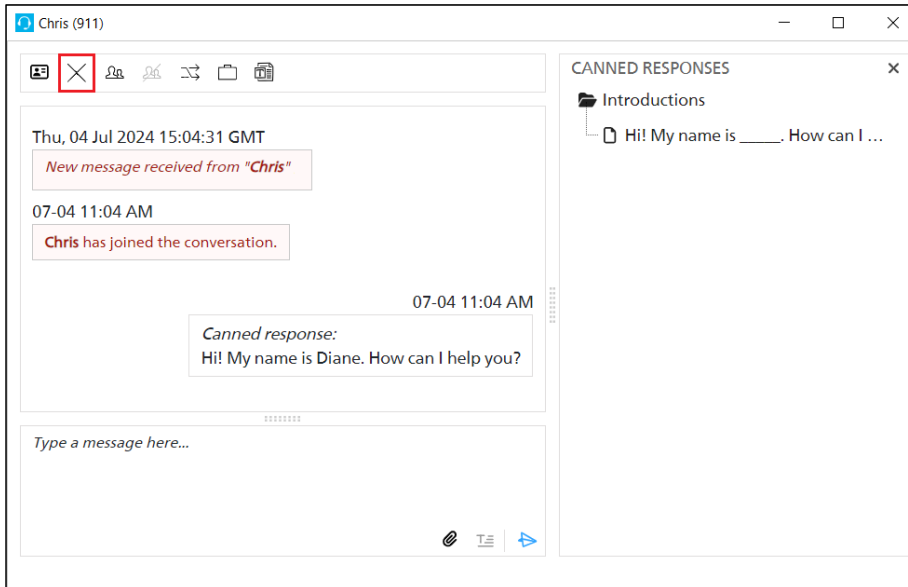 Chris (911)
CANNED RESPONSES
Introductions
Hi! My name is _____. How can I ...
Thu, 04 Jul 2024 15:04:31 GMT
New message received from "Chris"
07-04 11:04 AM
Chris has joined the conversation.
07-04 11:04 AM
Canned response:
Hi! My name is Diane. How can I help you?
Type a message here...